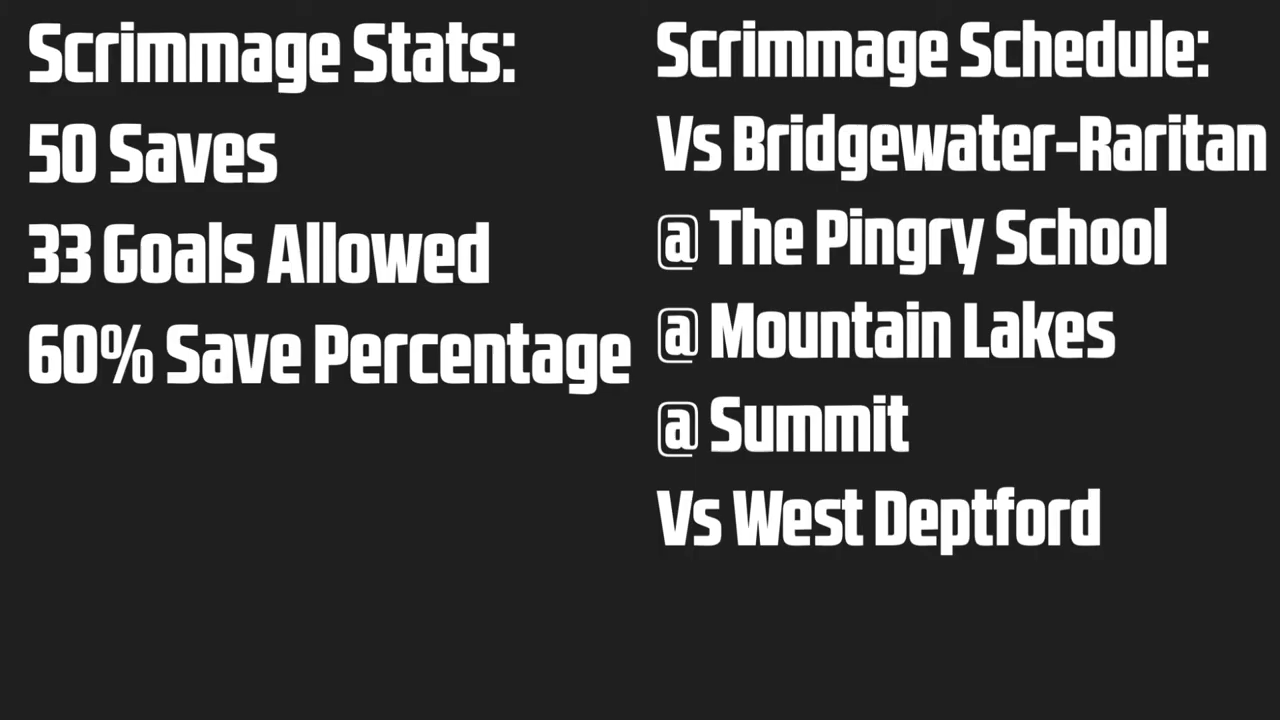 Scrimmage Stats:
50 Saves
33 Goals Allowed
60% Save Percentage
Scrimmage Schedule:
Vs Bridgewater-Raritan
@ The Pingry School
@ Mountain Lakes
@ Summit
Vs West Deptford